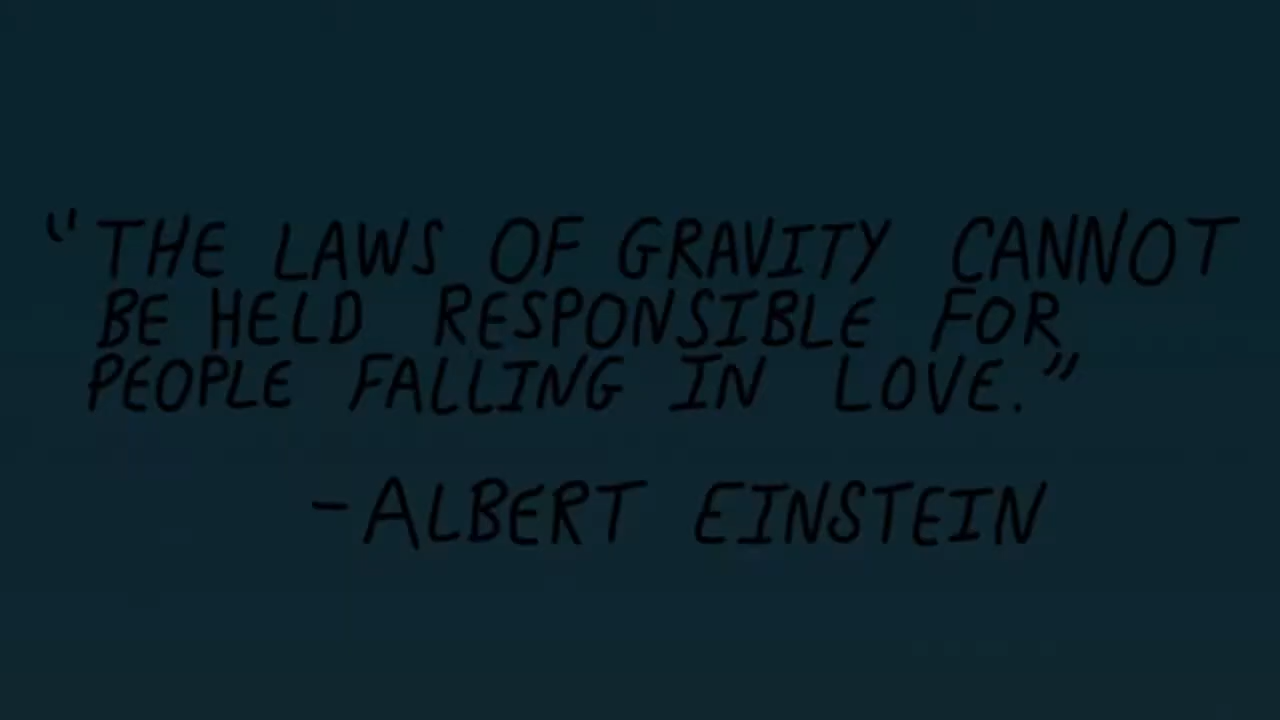 “THE LAWS OF GRAVITY CANNOT
BE HELD RESPONSIBLE FOR
PEOPLE FALLING IN LOVE.”
-ALBERT EINSTEIN